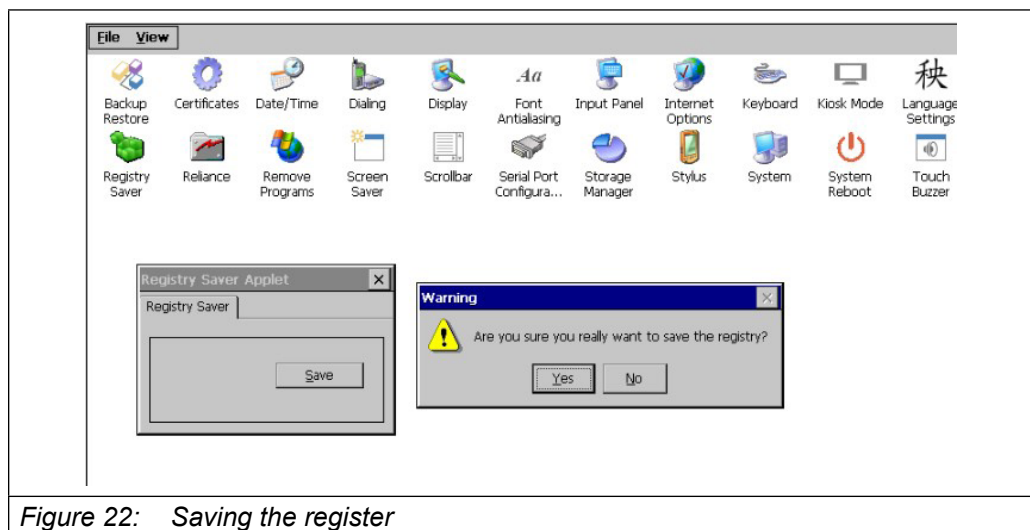 File View
Aa
秧
Backup Certificates Date/Time Dialing Display Font Input Panel Internet Keyboard Kiosk Mode Language
Restore Antialiasing Options Settings
Registry Reliance Remove Screen Scrollbar Serial Port Storage Stylus System System Touch
Saver Programs Saver Configura... Manager Reboot Buzzer
Registry Saver Applet
Registry Saver
Save
Warning
Are you sure you really want to save the registry?
Yes No
Figure 22: Saving the register